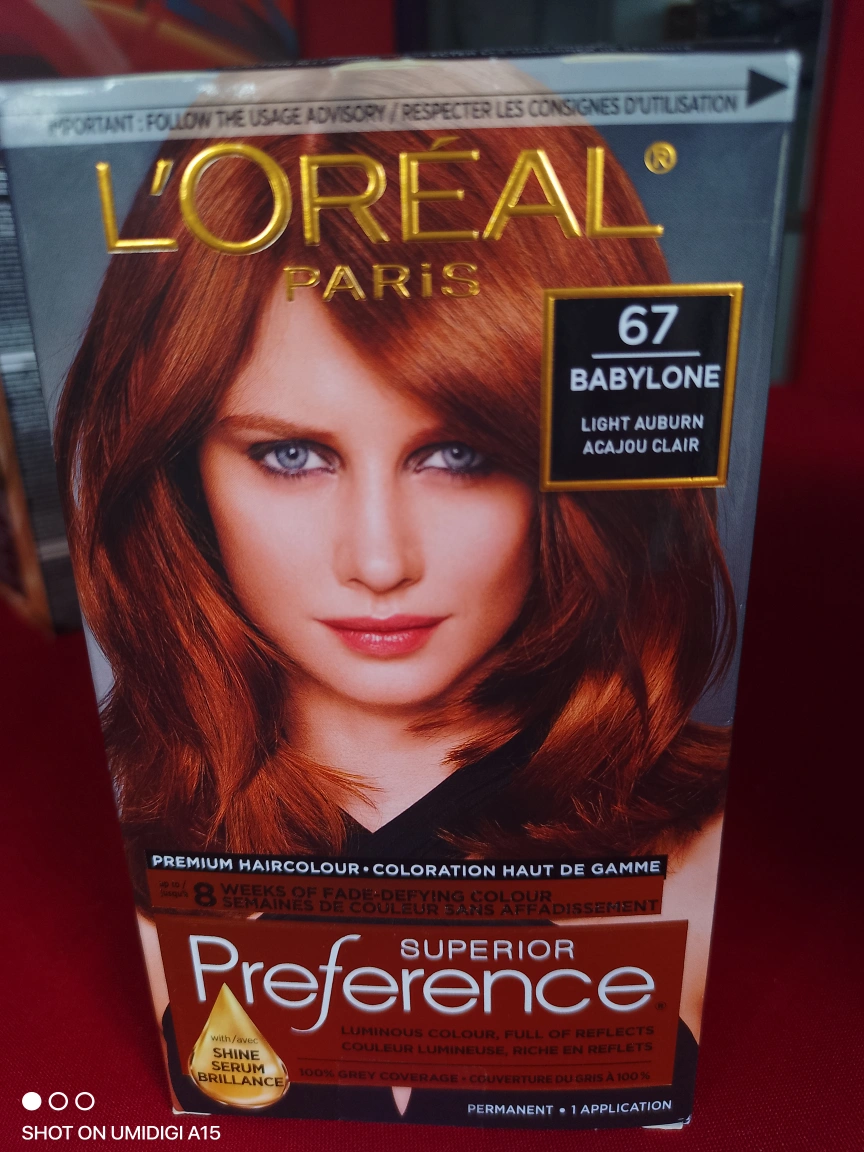 IMPORTANT : FOLLOW THE USAGE ADVISORY / RESPECTER LES CONSIGNES D'UTILISATION
L'ORÉAL®
PARiS
67
BABYLONE
LIGHT AUBURN
ACAJOU CLAIR
PREMIUM HAIRCOLOUR • COLORATION HAUT DE GAMME
8 WEEKS OF FADE-DEFYING COLOUR
SEMAINES DE COULEUR SANS AFFADISSEMENT
SUPERIOR
Preference®
LUMINOUS COLOUR, FULL OF REFLECTS
COULEUR LUMINEUSE, RICHE EN REFLETS
with/avec
SHINE
SERUM
BRILLANCE
100% GREY COVERAGE • COUVERTURE DU GRIS À 100%
PERMANENT • 1 APPLICATION
SHOT ON UMIDIGI A15